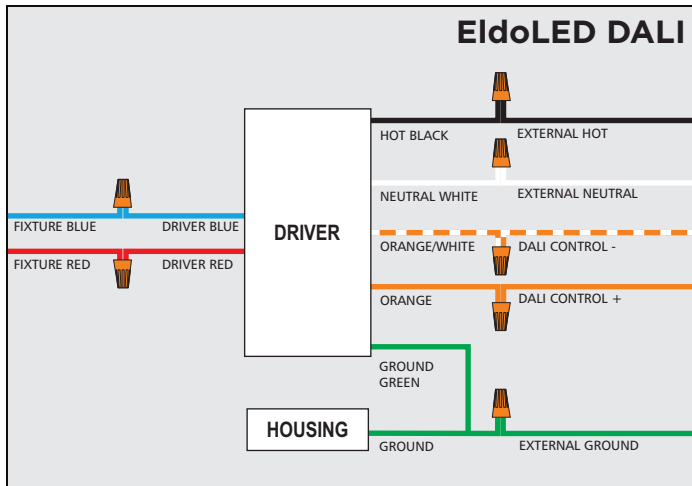 EldoLED DALI
HOT BLACK
EXTERNAL HOT
NEUTRAL WHITE
EXTERNAL NEUTRAL
FIXTURE BLUE
DRIVER BLUE
DRIVER
ORANGE/WHITE
DALI CONTROL -
FIXTURE RED
DRIVER RED
ORANGE
DALI CONTROL +
GROUND
GREEN
HOUSING
GROUND
EXTERNAL GROUND